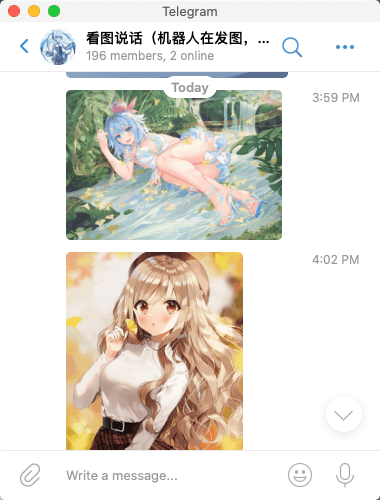 Telegram
看图说话（机器人在发图，...
196 members, 2 online
Today
3:59 PM
4:02 PM
Write a message...